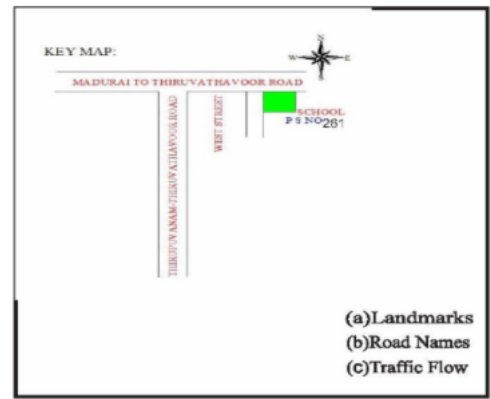 N
KEY MAP:
W
E
MADURAI TO THIRUVATHAVOOR ROAD
SCHOOL
P S NO261
WEST STREET
THIRUPUVANAM-THIRUVATHAVOOR ROAD
(a)Landmarks
(b)Road Names
(c)Traffic Flow